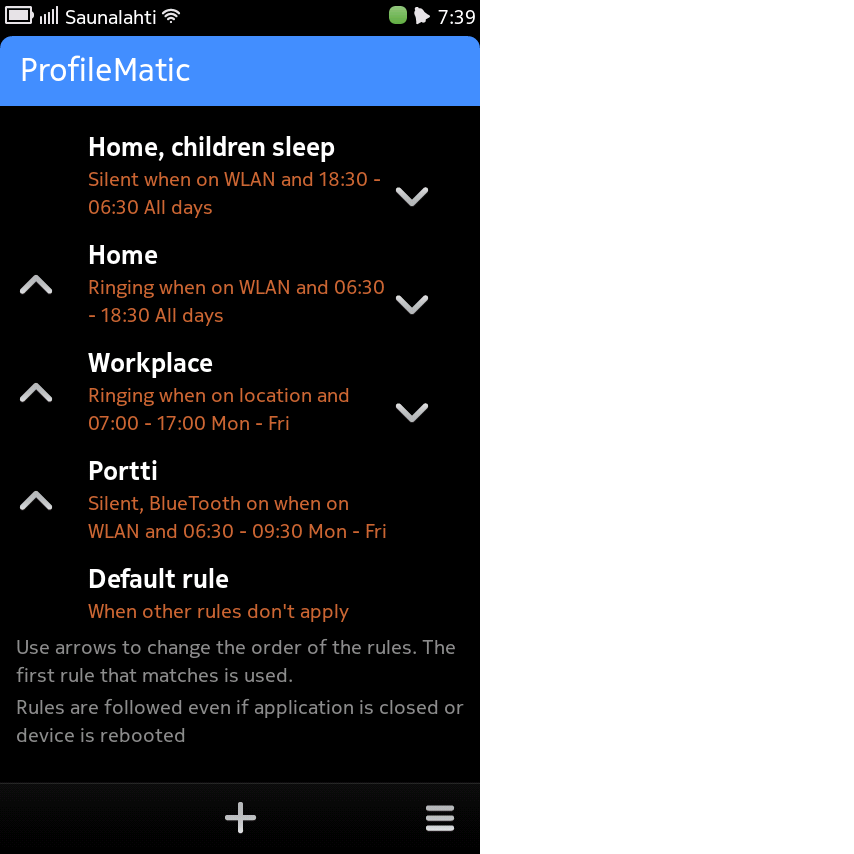 Saunalahti 7:39
ProfileMatic
Home, children sleep
Silent when on WLAN and 18:30 -
06:30 All days
Home
Ringing when on WLAN and 06:30
- 18:30 All days
Workplace
Ringing when on location and
07:00 - 17:00 Mon - Fri
Portti
Silent, BlueTooth on when on
WLAN and 06:30 - 09:30 Mon - Fri
Default rule
When other rules don't apply
Use arrows to change the order of the rules. The
first rule that matches is used.
Rules are followed even if application is closed or
device is rebooted